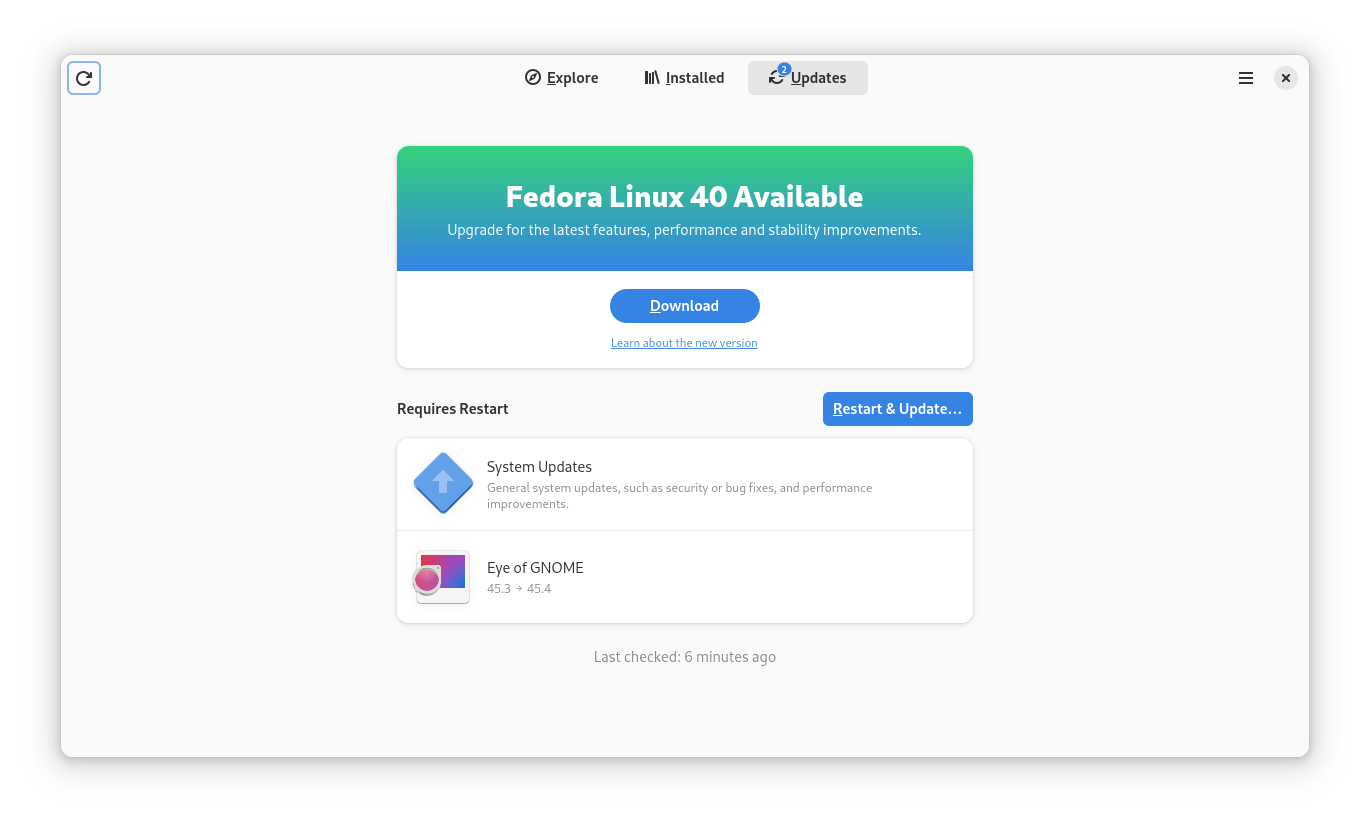 Explore
Installed
2
Updates
Fedora Linux 40 Available
Upgrade for the latest features, performance and stability improvements.
Download
Learn about the new version
Requires Restart
Restart & Update…
System Updates
General system updates, such as security or bug fixes, and performance
improvements.
Eye of GNOME
45.3 → 45.4
Last checked: 6 minutes ago